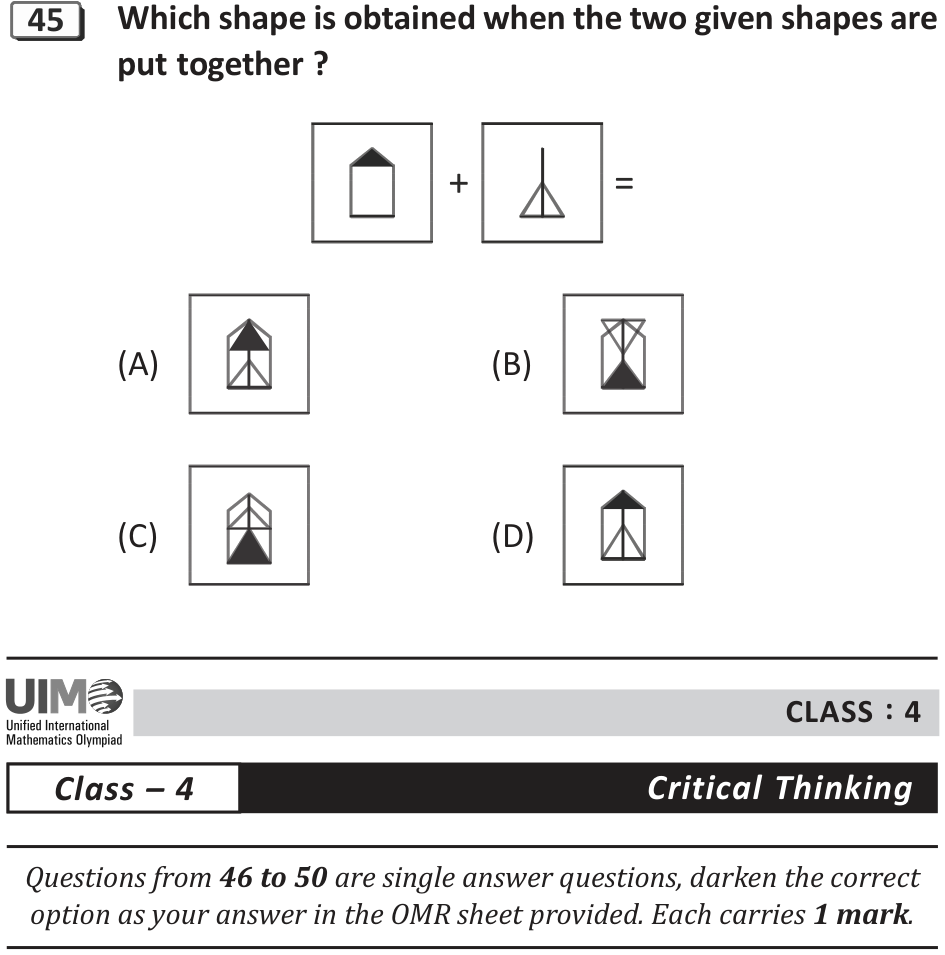 45 Which shape is obtained when the two given shapes are
put together ?
+ =
(A) (B)
(C) (D)
UIMO
Unified International
Mathematics Olympiad
CLASS : 4
Class – 4 Critical Thinking
Questions from 46 to 50 are single answer questions, darken the correct
option as your answer in the OMR sheet provided. Each carries 1 mark.